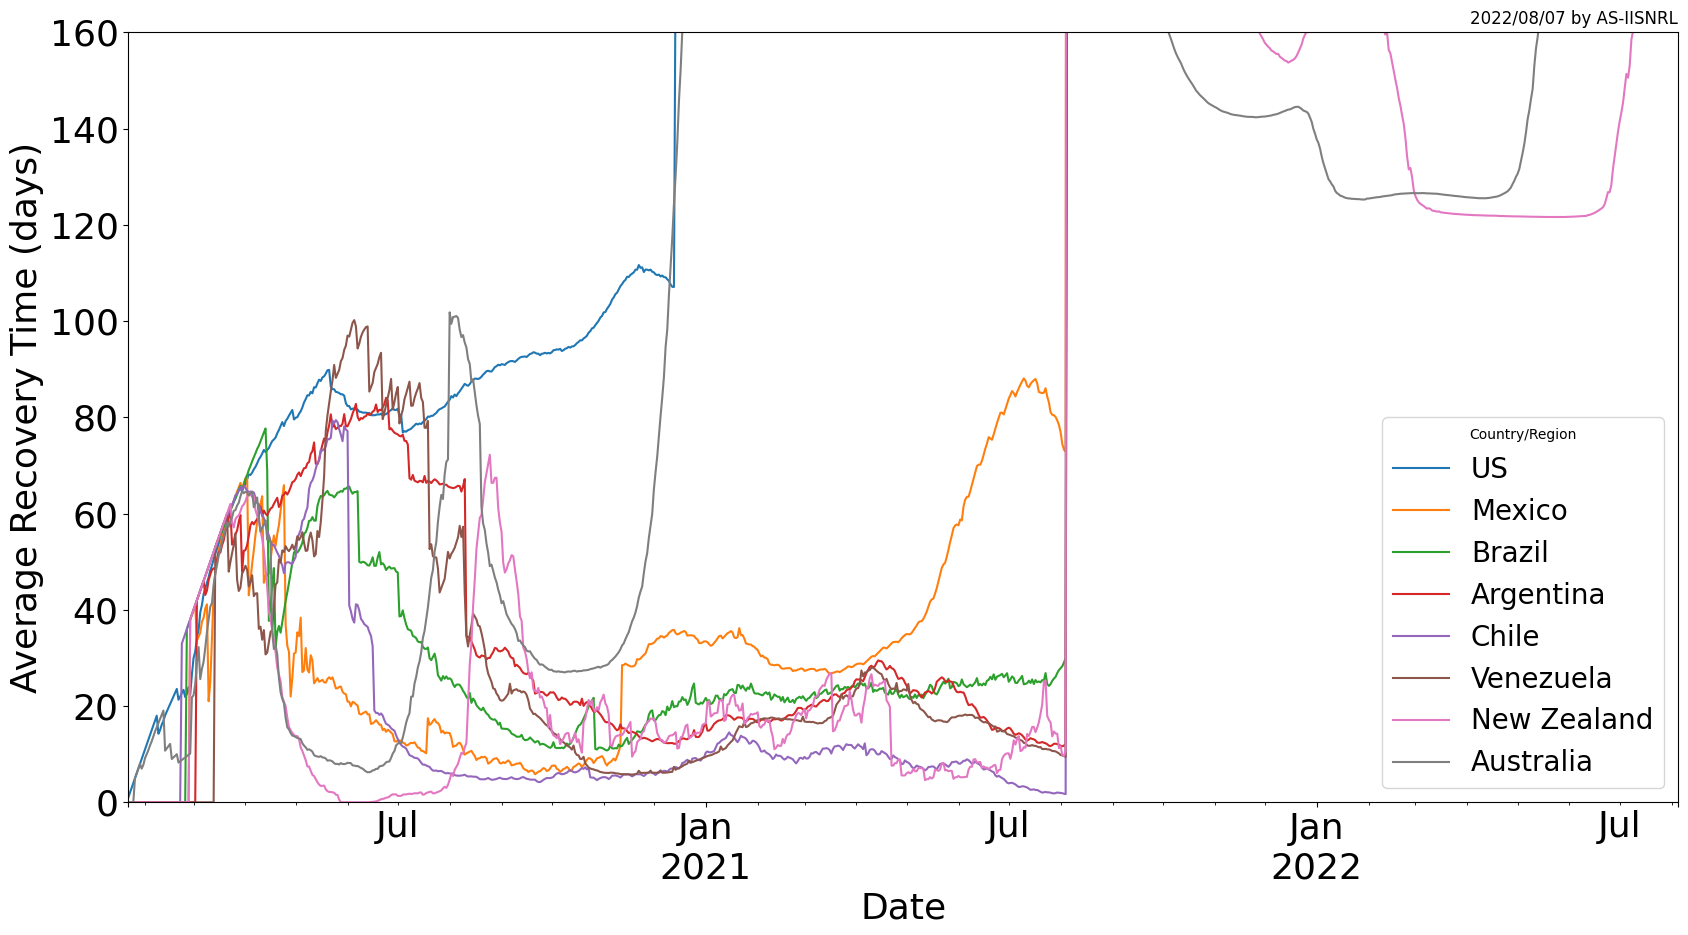 2022/08/07 by AS-IISNRL
160
140
120
100
80
60
40
20
0
Average Recovery Time (days)
Country/Region
US
Mexico
Brazil
Argentina
Chile
Venezuela
New Zealand
Australia
Jul
Jan
2021
Jul
Jan
2022
Jul
Date